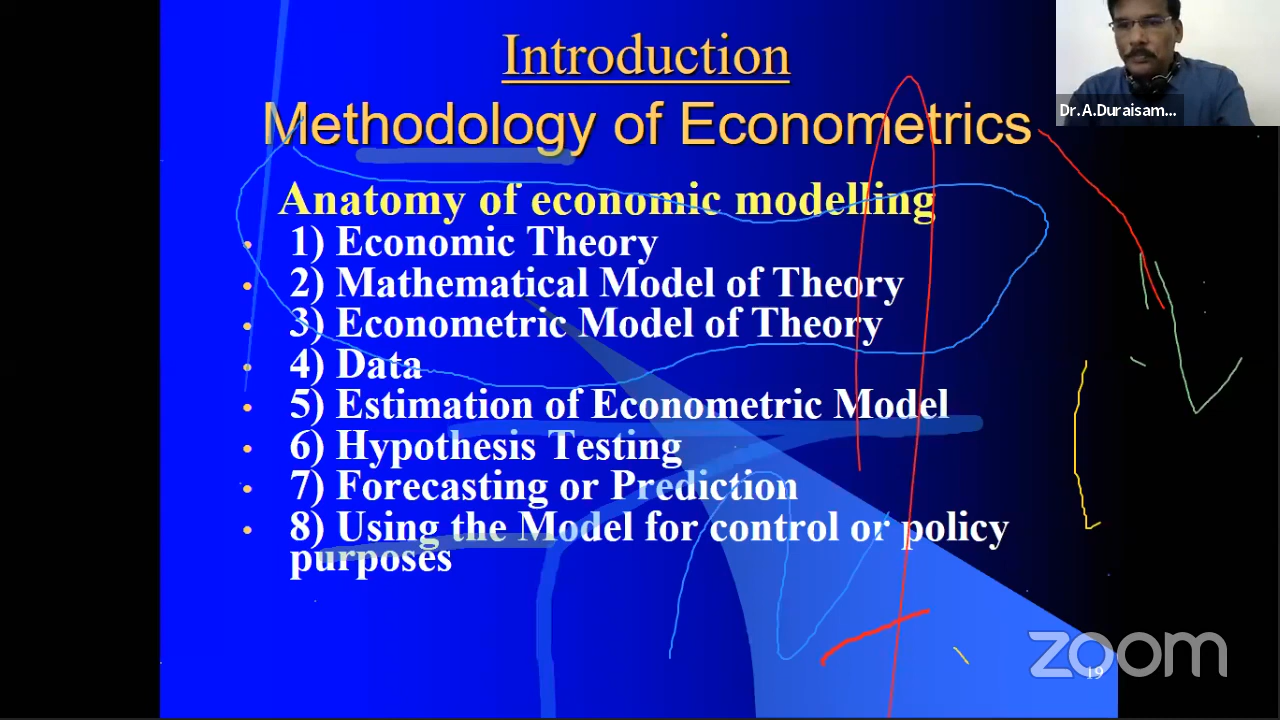 Introduction
Methodology of Econometrics
Dr.A.Duraisam...
Anatomy of economic modelling
1) Economic Theory
2) Mathematical Model of Theory
3) Econometric Model of Theory
4) Data
5) Estimation of Econometric Model
6) Hypothesis Testing
7) Forecasting or Prediction
8) Using the Model for control or policy
purposes
zoom
19